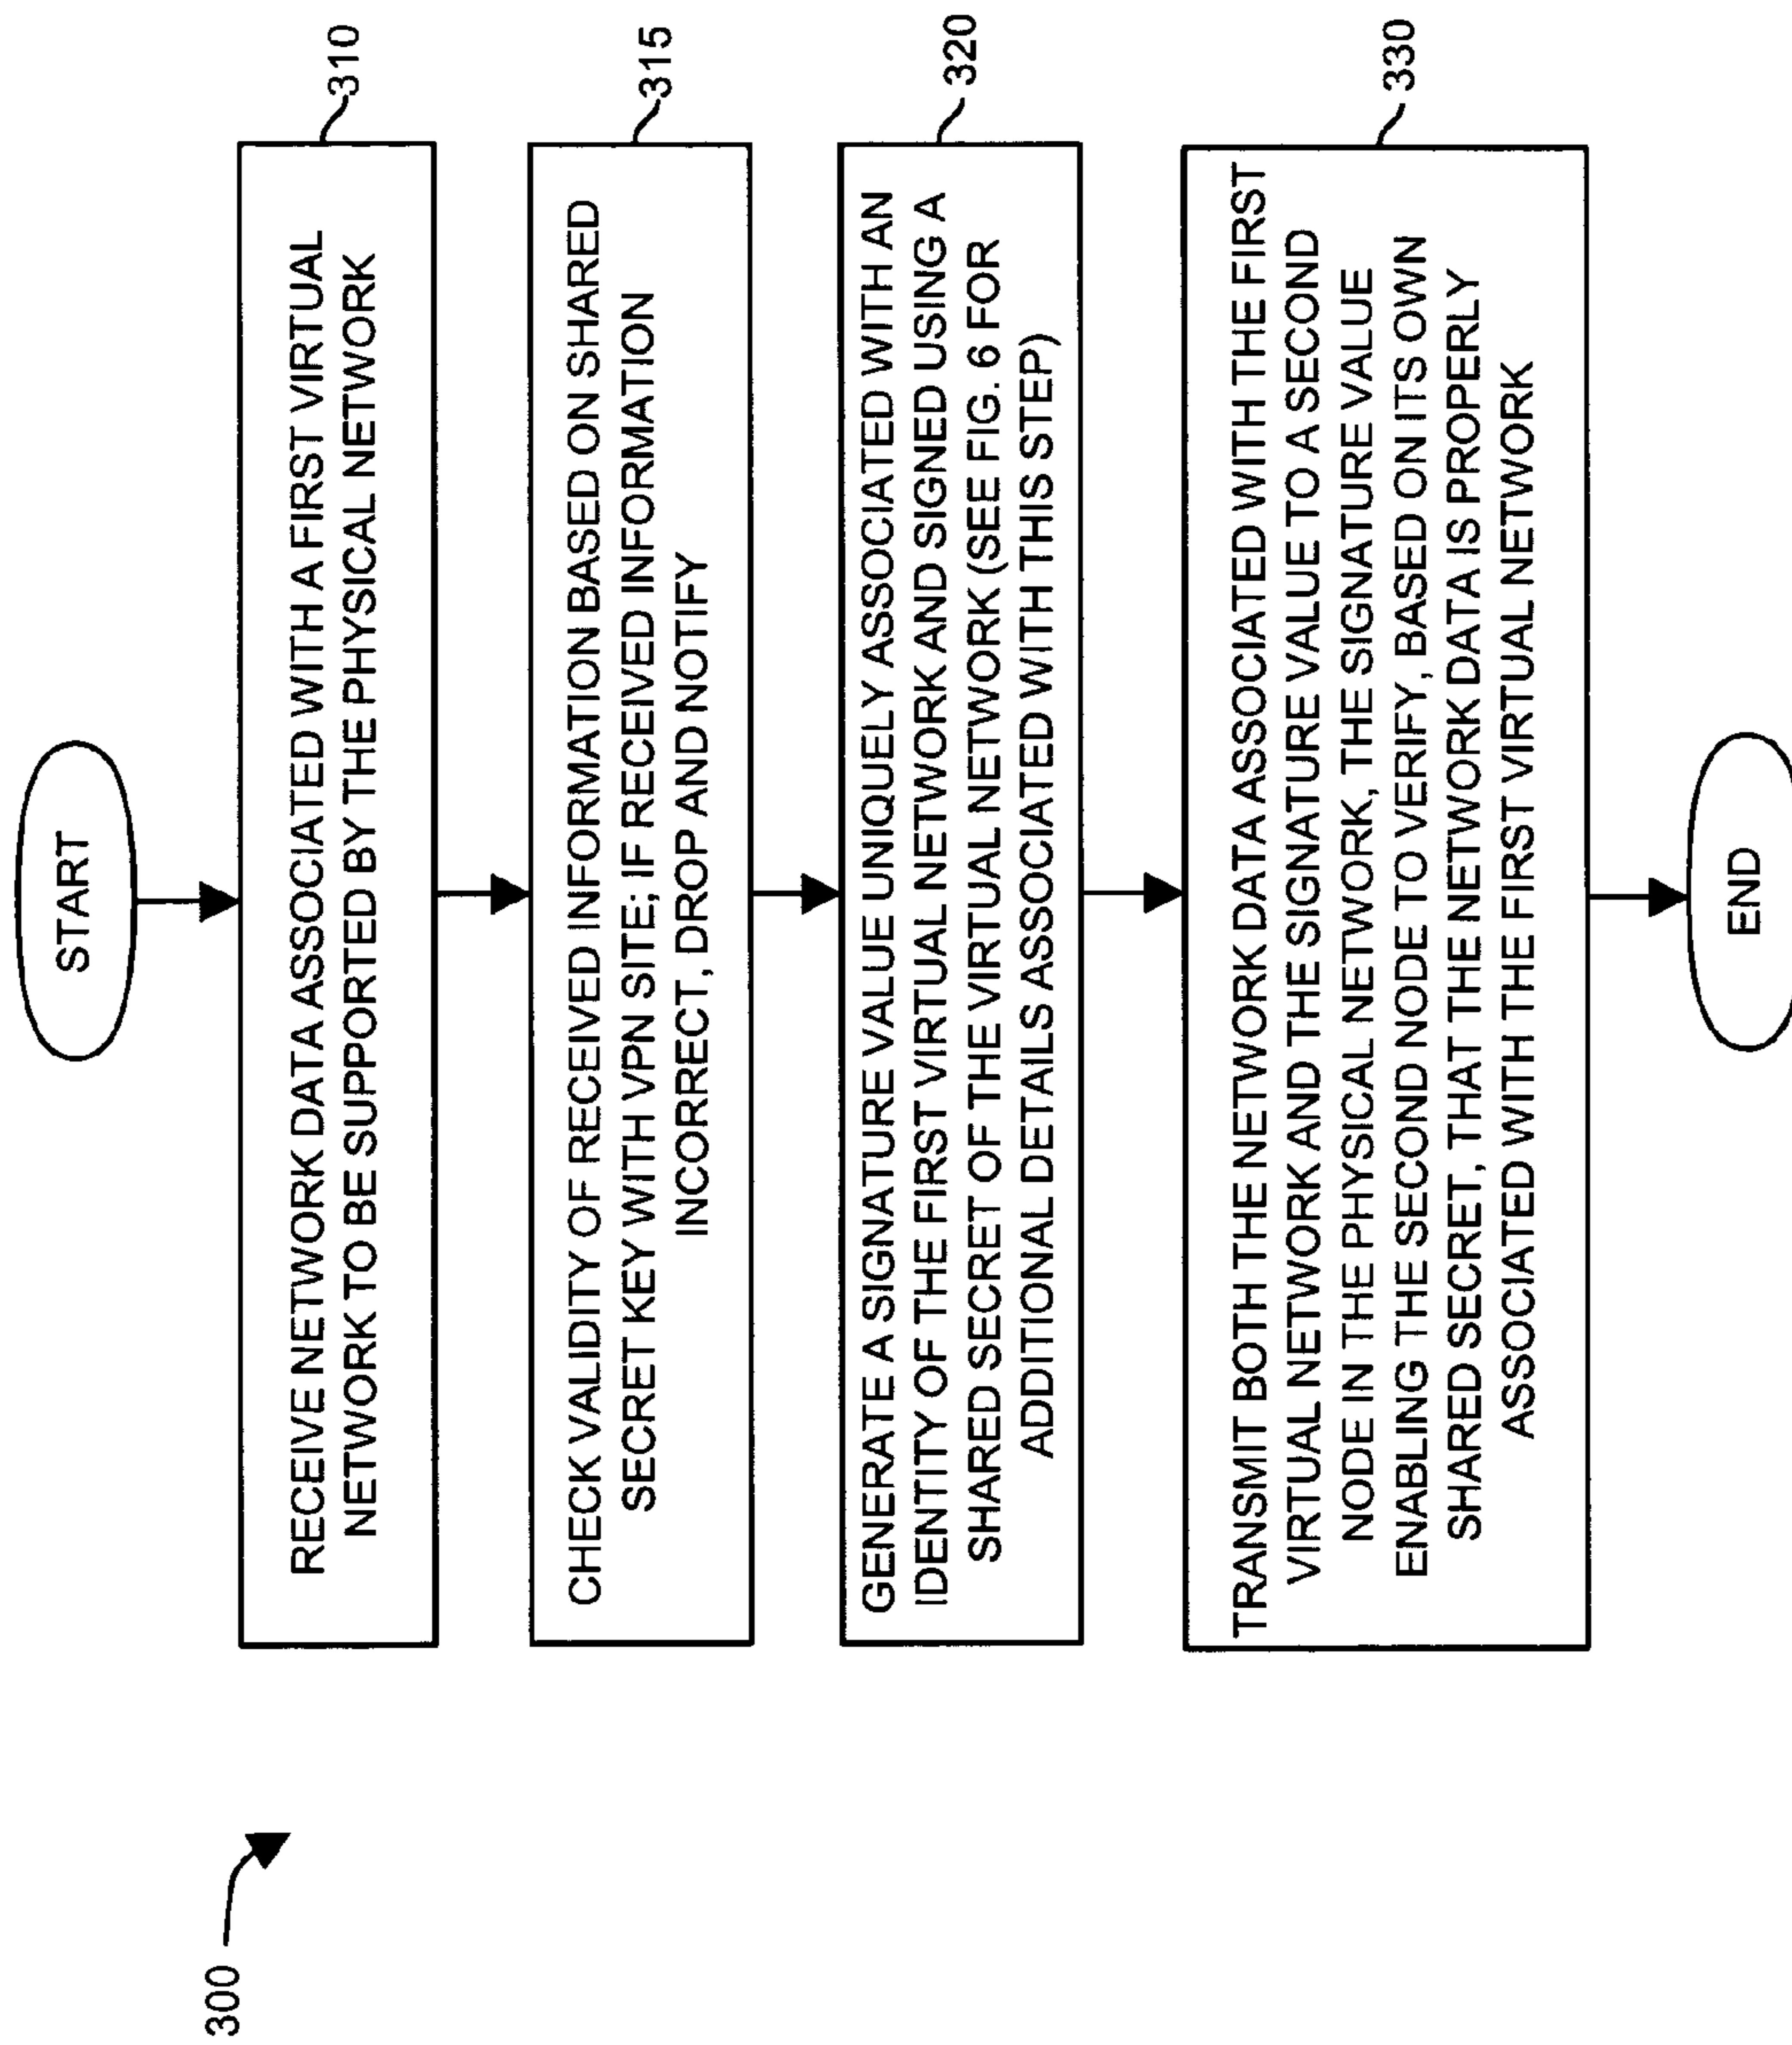 300
START
RECEIVE NETWORK DATA ASSOCIATED WITH A FIRST VIRTUAL
NETWORK TO BE SUPPORTED BY THE PHYSICAL NETWORK
310
CHECK VALIDITY OF RECEIVED INFORMATION BASED ON SHARED
SECRET KEY WITH VPN SITE; IF RECEIVED INFORMATION
INCORRECT, DROP AND NOTIFY
315
GENERATE A SIGNATURE VALUE UNIQUELY ASSOCIATED WITH AN
IDENTITY OF THE FIRST VIRTUAL NETWORK AND SIGNED USING A
SHARED SECRET OF THE VIRTUAL NETWORK (SEE FIG. 6 FOR
ADDITIONAL DETAILS ASSOCIATED WITH THIS STEP)
320
TRANSMIT BOTH THE NETWORK DATA ASSOCIATED WITH THE FIRST
VIRTUAL NETWORK AND THE SIGNATURE VALUE TO A SECOND
NODE IN THE PHYSICAL NETWORK, THE SIGNATURE VALUE
ENABLING THE SECOND NODE TO VERIFY, BASED ON ITS OWN
SHARED SECRET, THAT THE NETWORK DATA IS PROPERLY
ASSOCIATED WITH THE FIRST VIRTUAL NETWORK
330
END